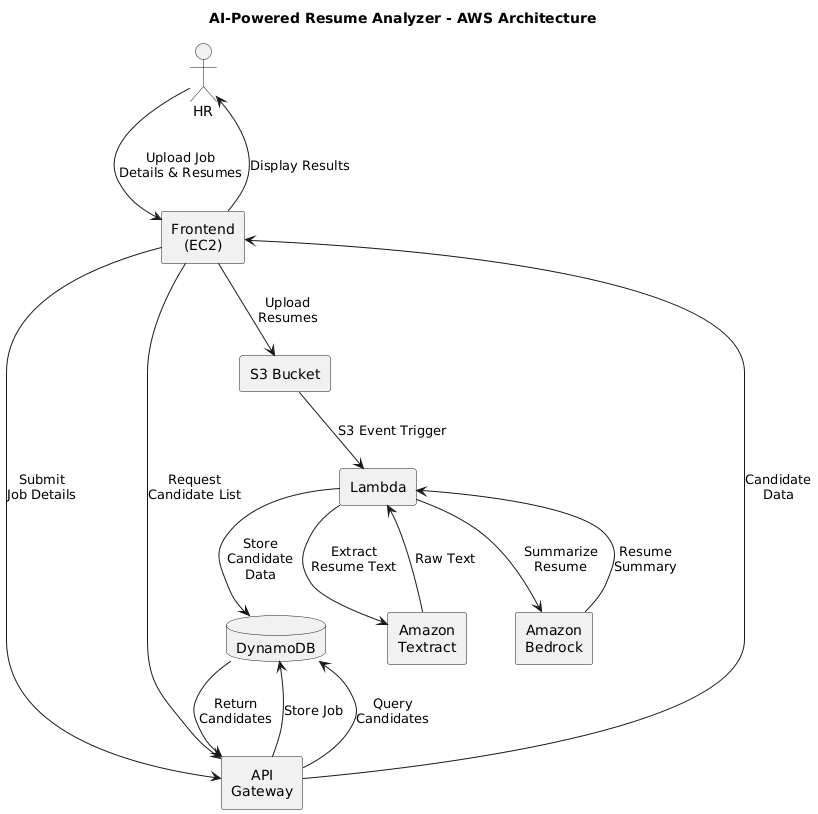 AI-Powered Resume Analyzer - AWS Architecture
HR
Upload Job
Details & Resumes
Display Results
Frontend
(EC2)
Upload
Resumes
S3 Bucket
S3 Event Trigger
Submit
Job Details
Request
Candidate List
Lambda
Candidate
Data
Store
Candidate
Data
Extract
Resume Text
Raw Text
Summarize
Resume
Resume
Summary
DynamoDB
Amazon
Textract
Amazon
Bedrock
Return
Candidates
Store Job
Query
Candidates
API
Gateway